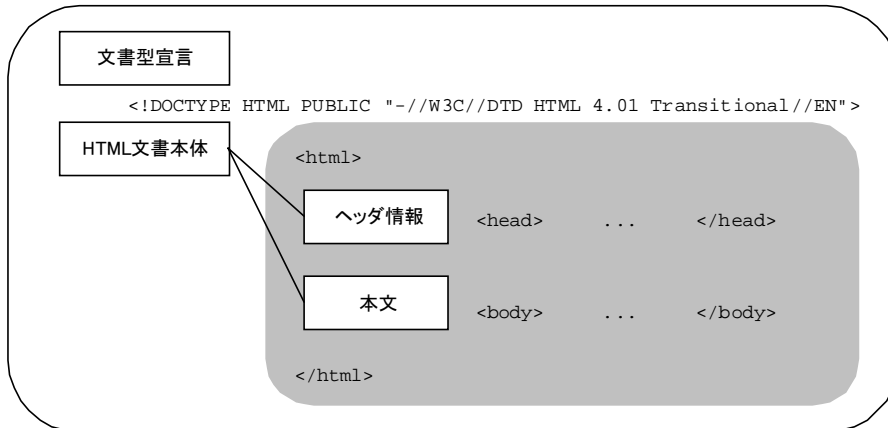 文書型宣言
<!DOCTYPE HTML PUBLIC "-//W3C//DTD HTML 4.01 Transitional//EN">
HTML文書本体
<html>
ヘッダ情報 <head> ... </head>
本文 <body> ... </body>
</html>